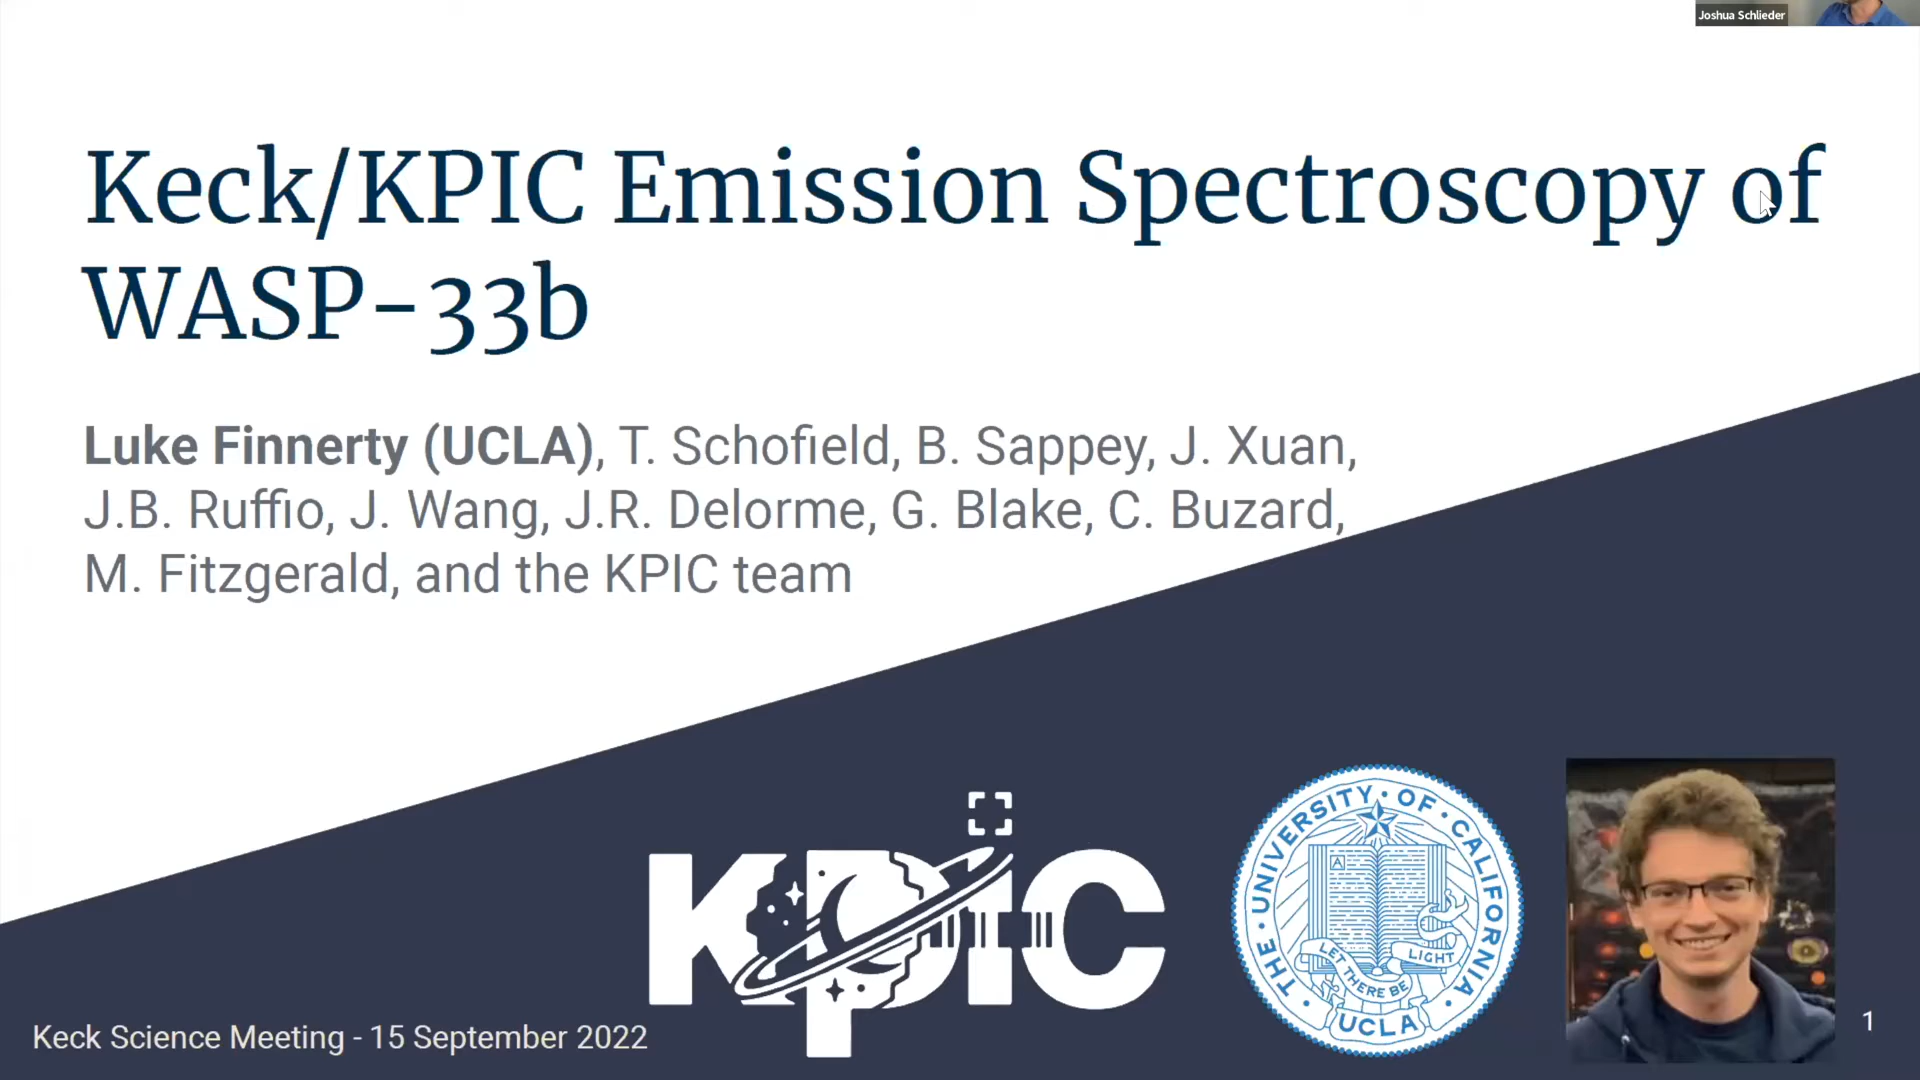 Joshua Schlieder
Keck/KPIC Emission Spectroscopy of
WASP-33b
Luke Finnerty (UCLA), T. Schofield, B. Sappey, J. Xuan,
J.B. Ruffio, J. Wang, J.R. Delorme, G. Blake, C. Buzard,
M. Fitzgerald, and the KPIC team
KPIC
THE · UNIVERSITY · OF · CALIFORNIA ·
A
LET THERE BE LIGHT
UCLA
Keck Science Meeting - 15 September 2022
1